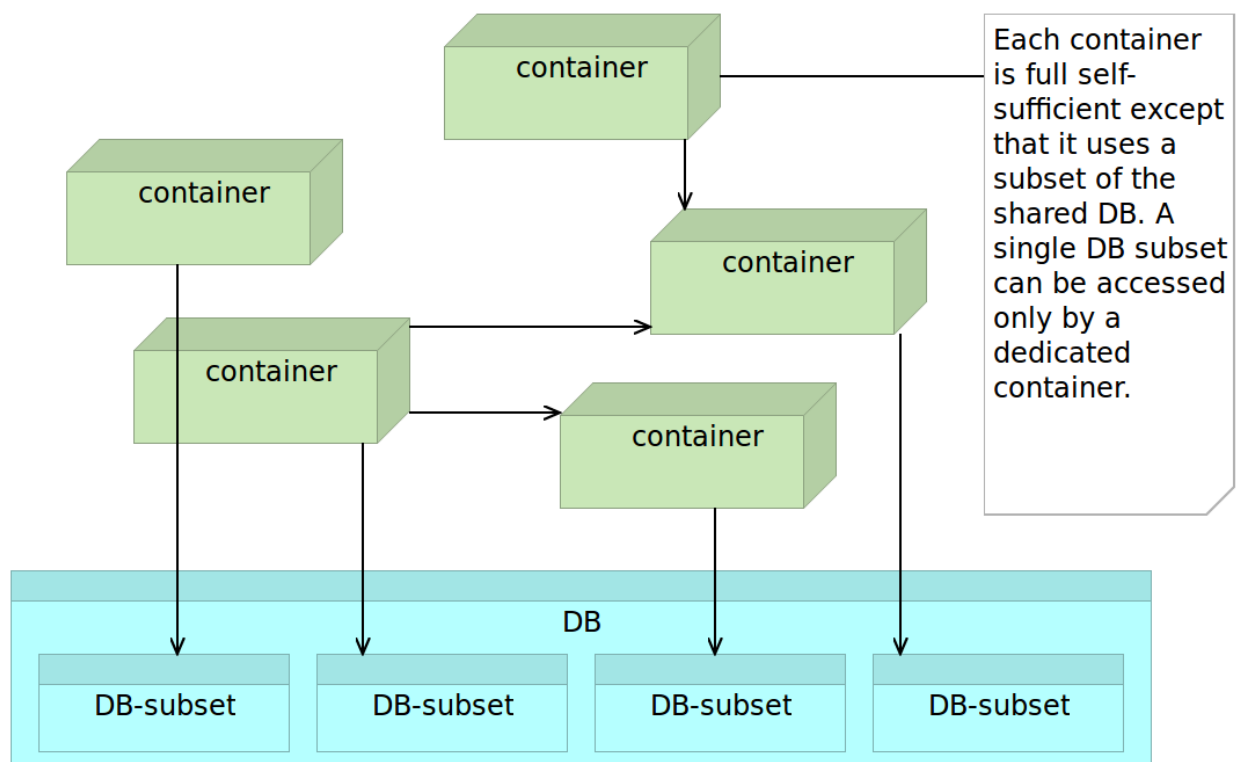 container
Each container
is full self-
sufficient except
that it uses a
subset of the
shared DB. A
single DB subset
can be accessed
only by a
dedicated
container.
container
container
container
container
DB
DB-subset
DB-subset
DB-subset
DB-subset